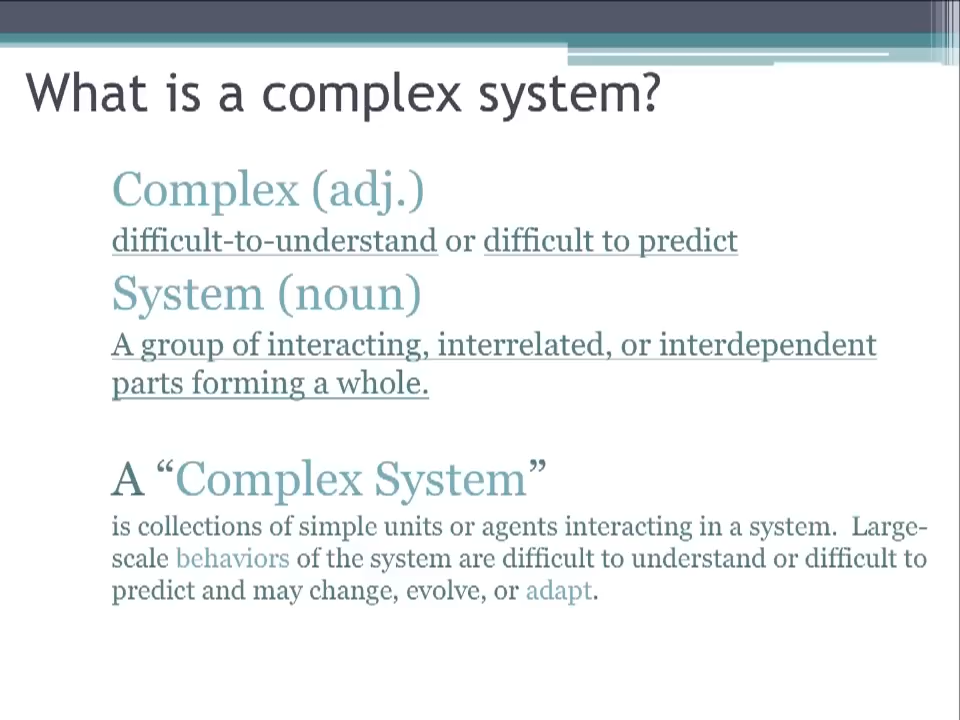 What is a complex system?
Complex (adj.)
difficult-to-understand or difficult to predict
System (noun)
A group of interacting, interrelated, or interdependent
parts forming a whole.
A “Complex System”
is collections of simple units or agents interacting in a system.  Large-
scale behaviors of the system are difficult to understand or difficult to
predict and may change, evolve, or adapt.